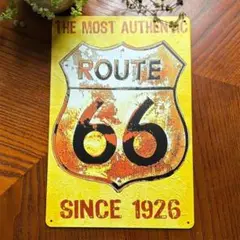 THE MOST AUTHENTIC
ROUTE
66
SINCE 1926